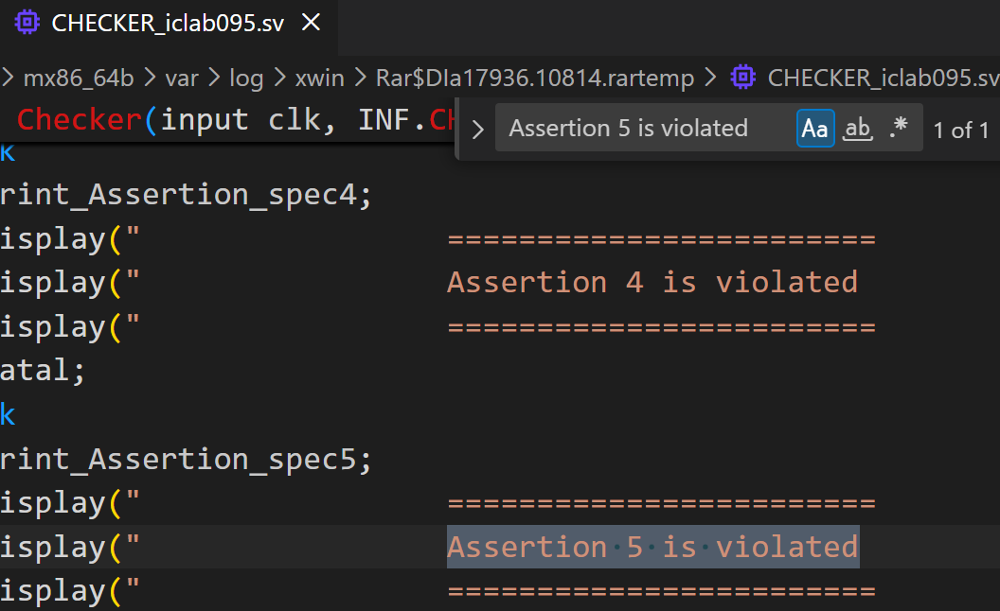 CHECKER_iclab095.sv
mx86_64b > var > log > xwin > Rar$DIa17936.10814.rartemp > CHECKER_iclab095.sv
Checker(input clk, INF.CH
Assertion 5 is violated Aa ab .* 1 of 1
k
rint_Assertion_spec4;
isplay(" ========================
isplay(" Assertion 4 is violated
isplay(" ========================
atal;
k
rint_Assertion_spec5;
isplay(" ========================
isplay(" Assertion 5 is violated
isplay(" ========================